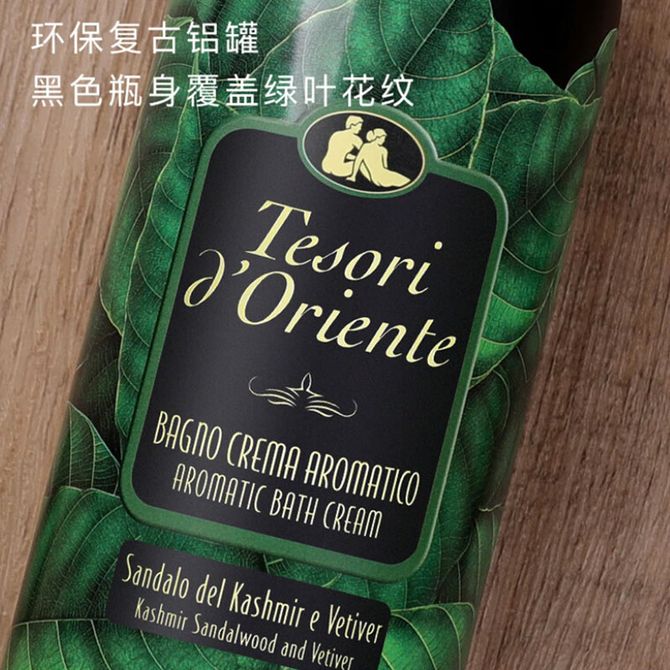 环保复古铝罐
黑色瓶身覆盖绿叶花纹
Tesori
d'Oriente
BAGNO CREMA AROMATICO
AROMATIC BATH CREAM
Sandalo del Kashmir e Vetiver
Kashmir Sandalwood and Vetiver